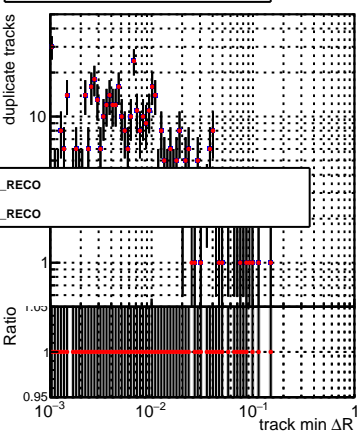 duplicate tracks
10
_RECO
_RECO
1
Ratio
1.05
1
0.95
10⁻³ 10⁻² 10⁻¹ 1
track min ΔR